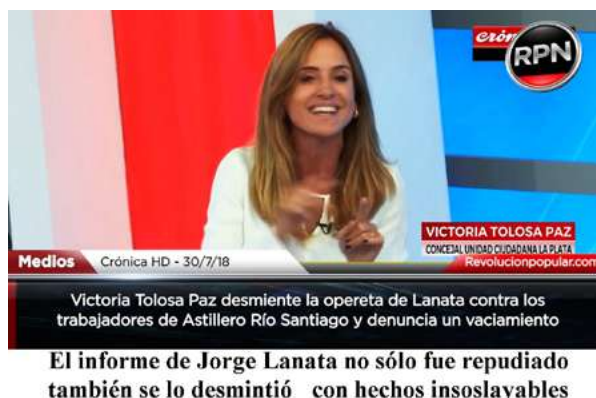 cró
RPN
VICTORIA TOLOSA PAZ
CONCEJAL UNIDAD CIUDADANA LA PLATA
Medios Crónica HD - 30/7/18
Revolucionpopular.com
Victoria Tolosa Paz desmiente la opereta de Lanata contra los
trabajadores de Astillero Río Santiago y denuncia un vaciamiento
El informe de Jorge Lanata no sólo fue repudiado
también se lo desmintió con hechos insoslayables